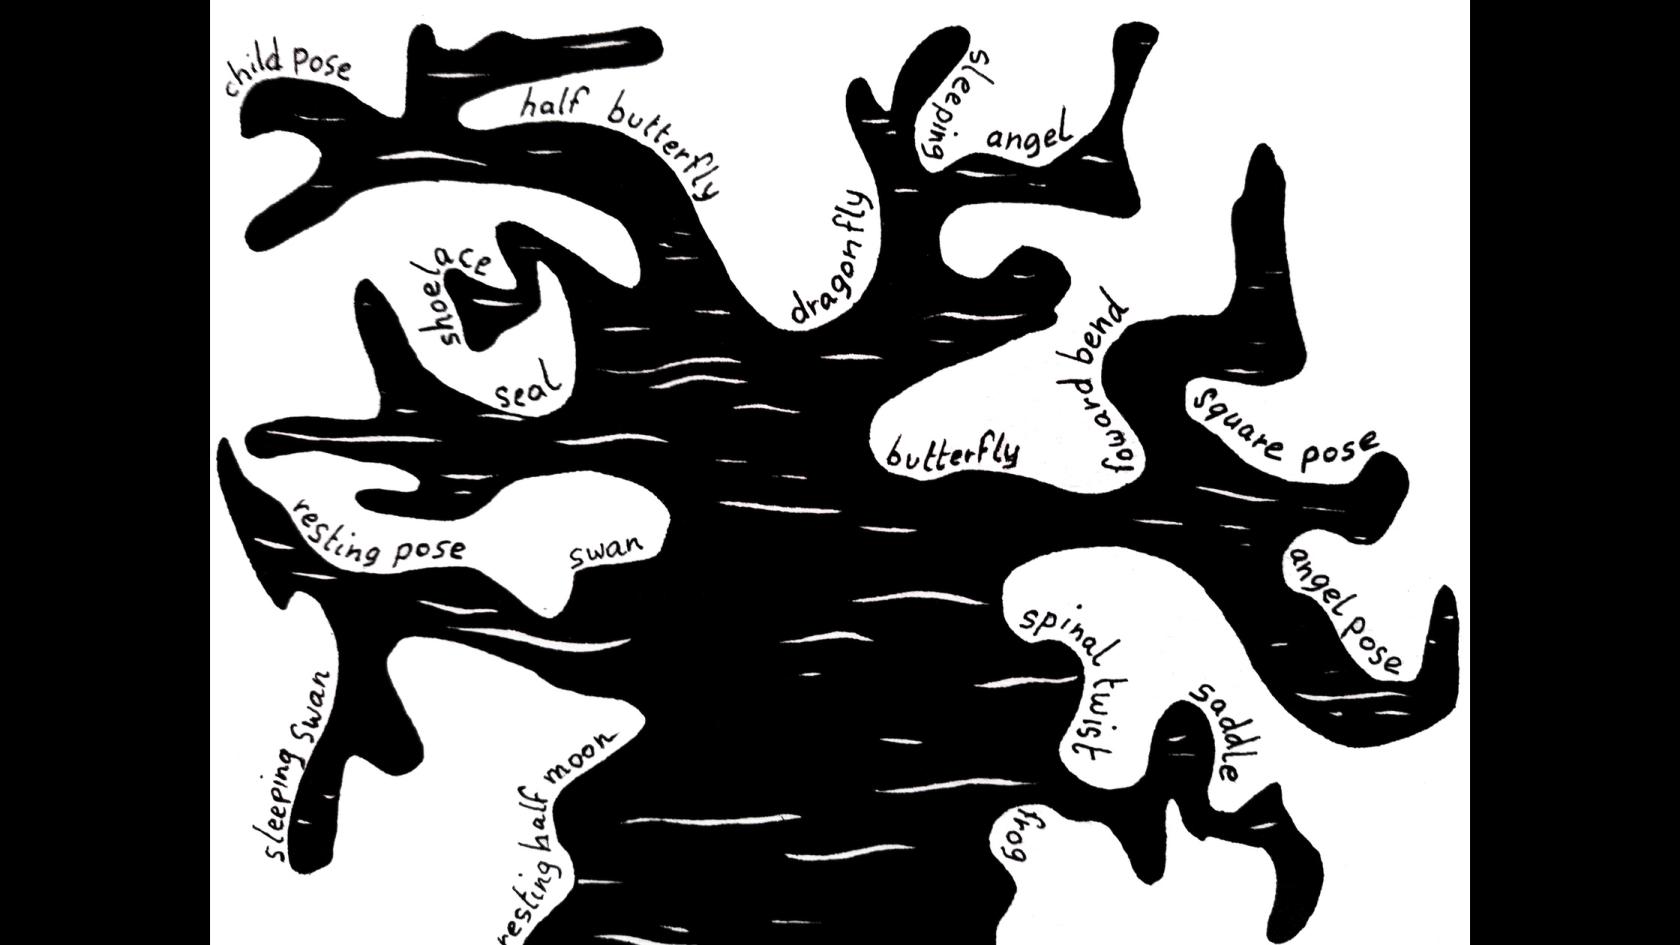 child pose
half butterfly
sleeping angel
dragonfly
shoelace
seal
forward bend
butterfly
square pose
resting pose
swan
angel pose
spinal twist
saddle
sleeping swan
resting half moon
frog